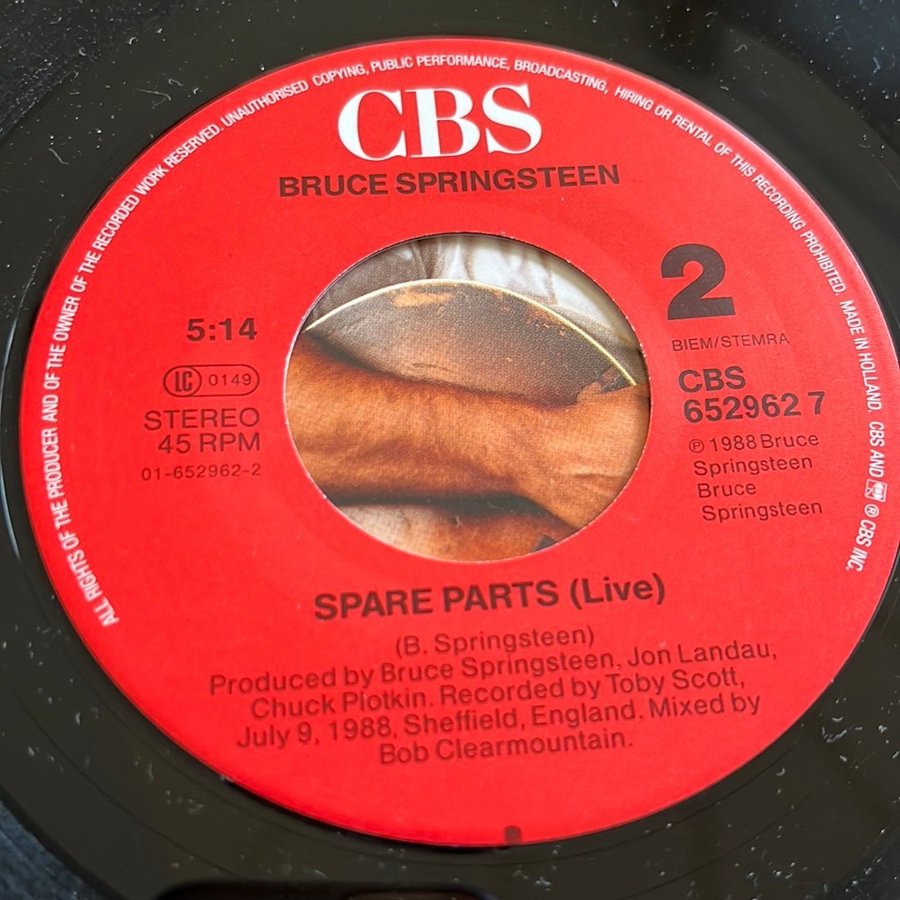 ALL RIGHTS OF THE PRODUCER AND OF THE OWNER OF THE RECORDED WORK RESERVED. UNAUTHORISED COPYING, PUBLIC PERFORMANCE, BROADCASTING, HIRING OR RENTAL OF THIS RECORDING PROHIBITED. MADE IN HOLLAND. CBS AND ® CBS INC.
CBS
BRUCE SPRINGSTEEN
2
BIEM/STEMRA
CBS
652962 7
℗ 1988 Bruce
Springsteen
Bruce
Springsteen
5:14
LC 0149
STEREO
45 RPM
01-652962-2
SPARE PARTS (Live)
(B. Springsteen)
Produced by Bruce Springsteen, Jon Landau,
Chuck Plotkin. Recorded by Toby Scott,
July 9, 1988, Sheffield, England. Mixed by
Bob Clearmountain.